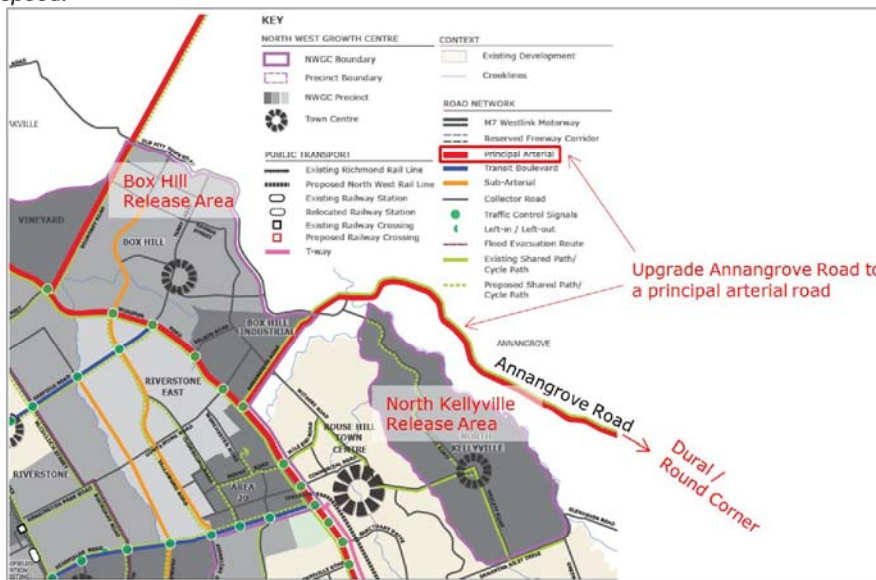 speed.
KEY
NORTH WEST GROWTH CENTRE
NWGC Boundary
Precinct Boundary
NWGC Precinct
Town Centre
PUBLIC TRANSPORT
Existing Richmond Rail Line
Proposed North West Rail Line
Existing Railway Station
Relocated Railway Station
Existing Railway Crossing
Proposed Railway Crossing
T-way
CONTEXT
Existing Development
Creeklines
ROAD NETWORK
M7 Westlink Motorway
Reserved Freeway Corridor
Principal Arterial
Transit Boulevard
Sub-Arterial
Collector Road
Traffic Control Signals
Left-in / Left-out
Flood Evacuation Route
Existing Shared Path/
Cycle Path
Proposed Shared Path/
Cycle Path
Upgrade Annangrove Road to
a principal arterial road
Box Hill
Release Area
VINEYARD
BOX HILL
BOX HILL
INDUSTRIAL
ANNANGROVE
Annangrove Road
Dural /
Round Corner
RIVERSTONE
EAST
North Kellyville
Release Area
NORTH
KELLYVILLE
ROUSE HILL
TOWN
CENTRE
RIVERSTONE
AREA
20